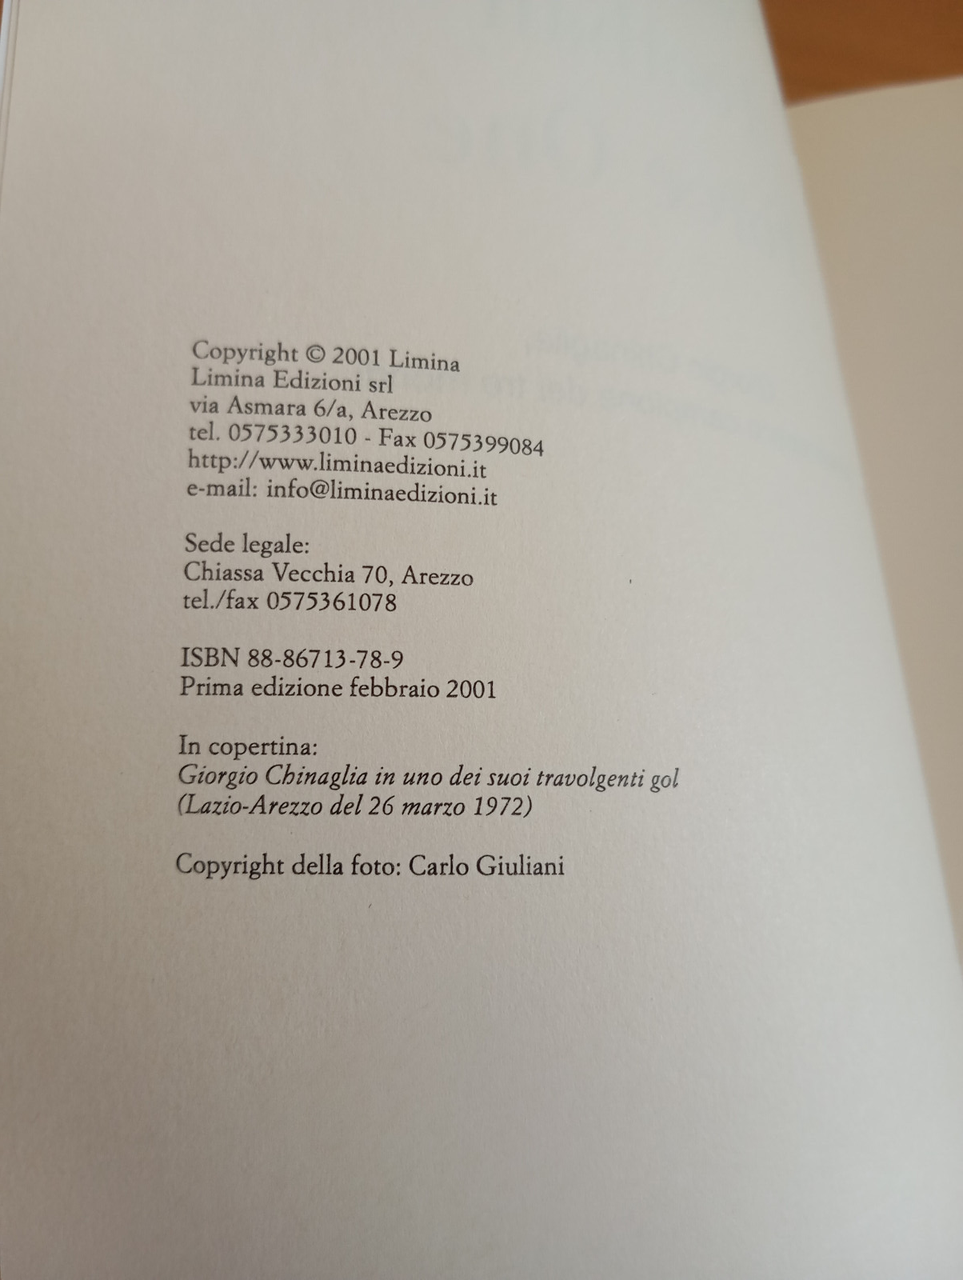 Copyright © 2001 Limina
Limina Edizioni srl
via Asmara 6/a, Arezzo
tel. 0575333010 - Fax 0575399084
http://www.liminaedizioni.it
e-mail: info@liminaedizioni.it
Sede legale:
Chiassa Vecchia 70, Arezzo
tel./fax 0575361078
ISBN 88-86713-78-9
Prima edizione febbraio 2001
In copertina:
Giorgio Chinaglia in uno dei suoi travolgenti gol
(Lazio-Arezzo del 26 marzo 1972)
Copyright della foto: Carlo Giuliani